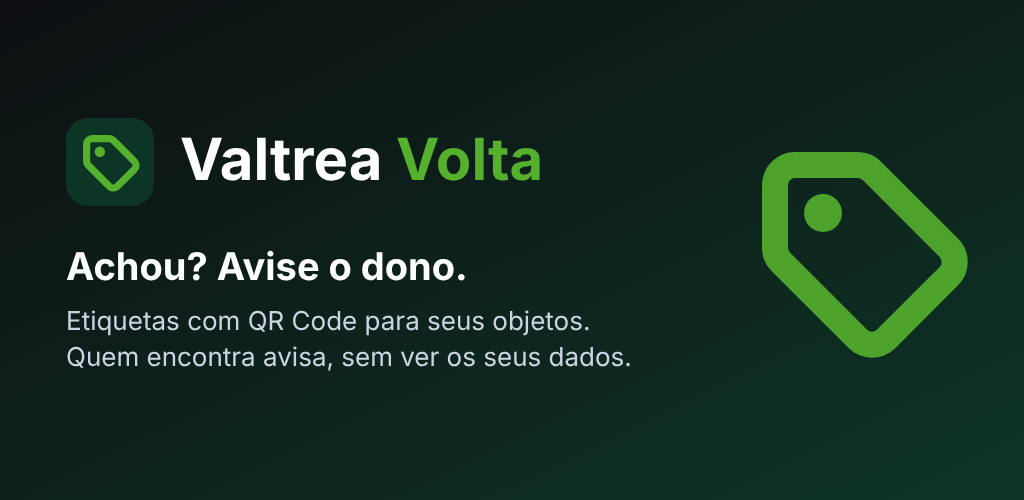 Valtrea Volta
Achou? Avise o dono.
Etiquetas com QR Code para seus objetos.
Quem encontra avisa, sem ver os seus dados.